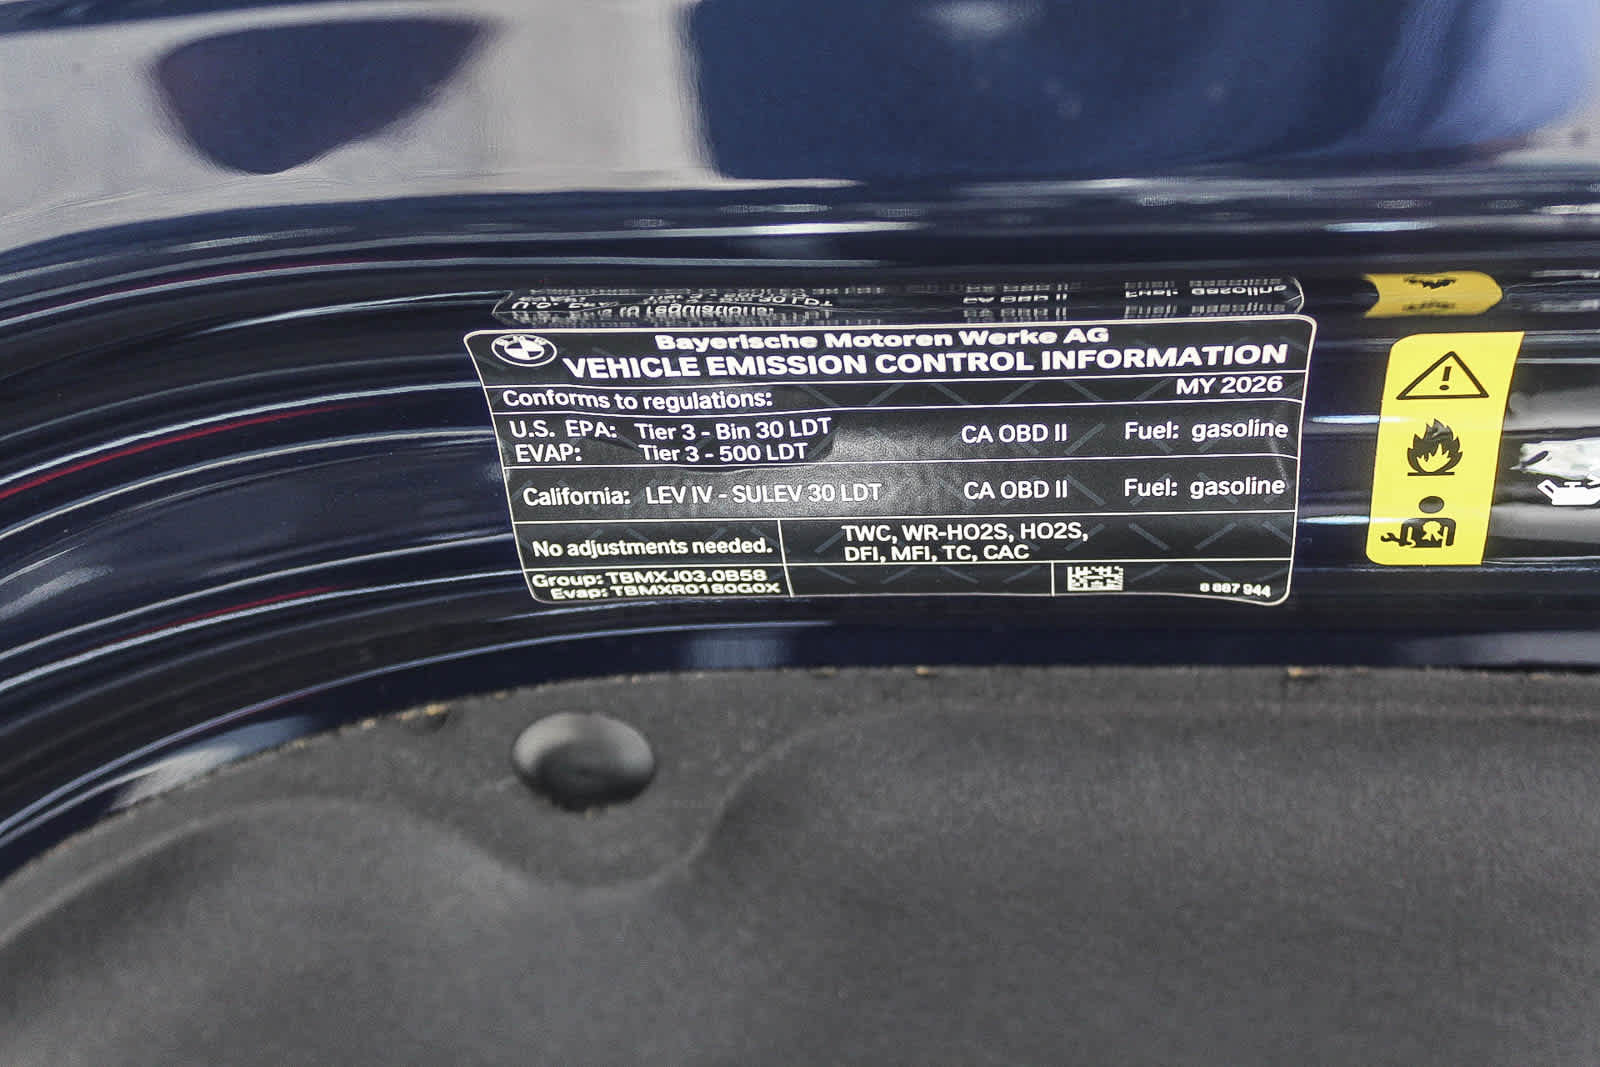 Bayerische Motoren Werke AG
VEHICLE EMISSION CONTROL INFORMATION
MY 2026
Conforms to regulations:
U.S. EPA: Tier 3 - Bin 30 LDT CA OBD II Fuel: gasoline
EVAP: Tier 3 - 500 LDT
California: LEV IV - SULEV 30 LDT CA OBD II Fuel: gasoline
No adjustments needed.
TWC, WR-HO2S, HO2S,
DFI, MFI, TC, CAC
Group: TBMXJ03.0B58
Evap: TBMXR0180G0X
8 887 944